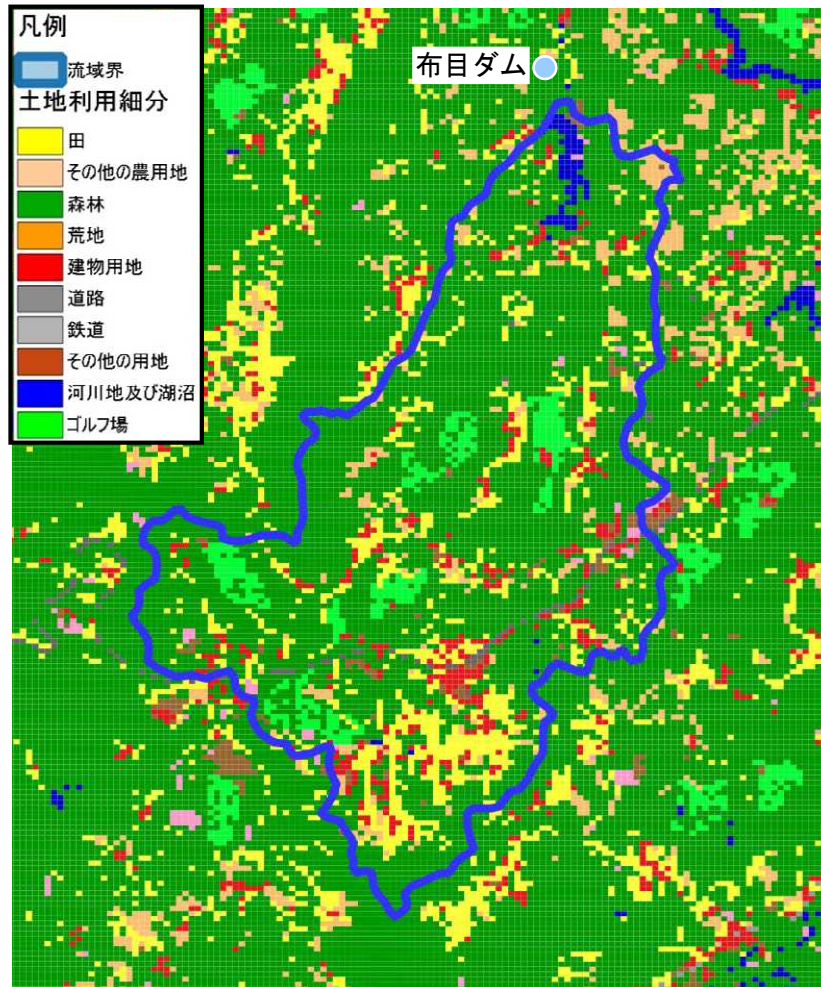 凡例
流域界
土地利用細分
田
その他の農用地
森林
荒地
建物用地
道路
鉄道
その他の用地
河川地及び湖沼
ゴルフ場
布目ダム